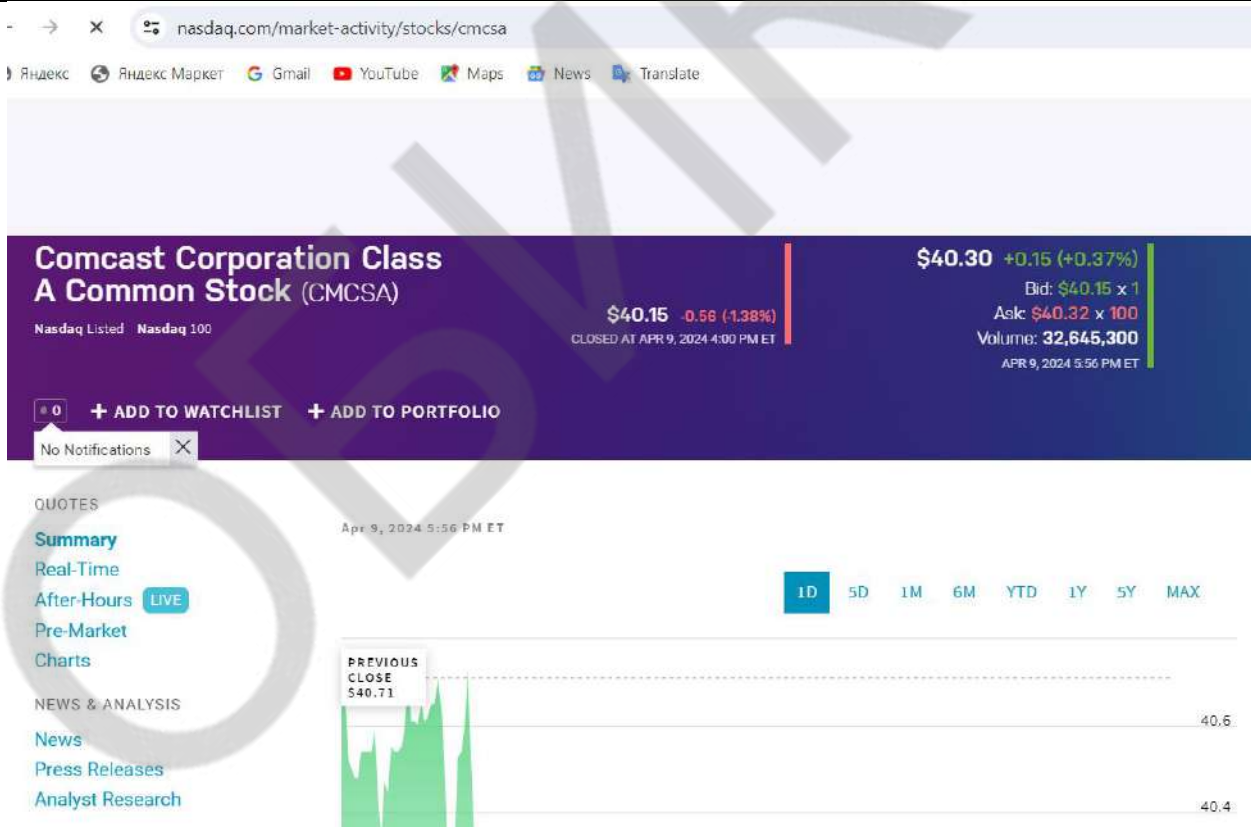 nasdaq.com/market-activity/stocks/cmcsa
Яндекс Яндекс Маркет Gmail YouTube Maps News Translate
Comcast Corporation Class
A Common Stock (CMCSA)
Nasdaq Listed Nasdaq 100
$40.15 -0.56 (-1.38%)
CLOSED AT APR 9, 2024 4:00 PM ET
$40.30 +0.15 (+0.37%)
Bid: $40.15 x 1
Ask: $40.32 x 100
Volume: 32,645,300
APR 9, 2024 5:56 PM ET
0 + ADD TO WATCHLIST + ADD TO PORTFOLIO
No Notifications
QUOTES
Summary
Real-Time
After-Hours LIVE
Pre-Market
Charts
NEWS & ANALYSIS
News
Press Releases
Analyst Research
Apr 9, 2024 5:56 PM ET
1D 5D 1M 6M YTD 1Y 5Y MAX
PREVIOUS
CLOSE
$40.71
40.6
40.4